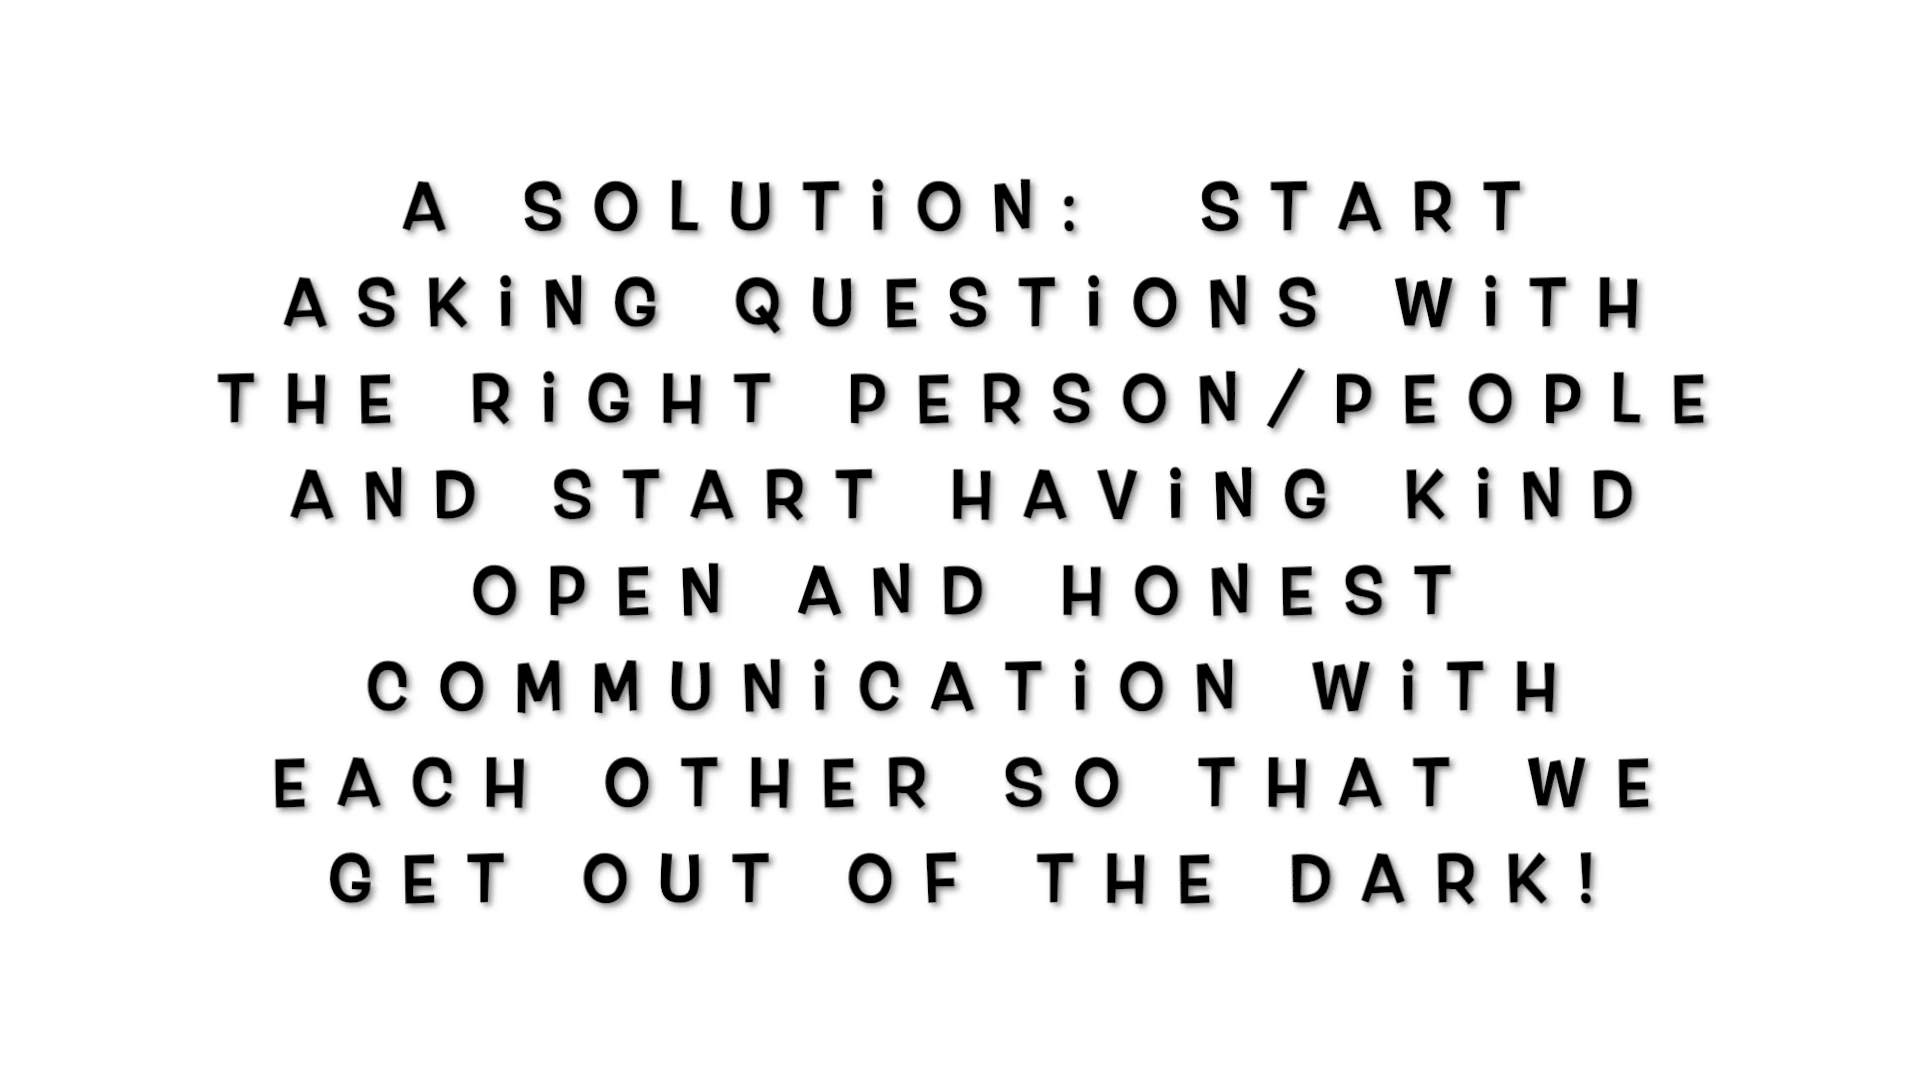 A SOLUTiON: START
ASKiNG QUESTiONS WiTH
THE RiGHT PERSON/PEOPLE
AND START HAViNG KiND
OPEN AND HONEST
COMMUNiCATiON WiTH
EACH OTHER SO THAT WE
GET OUT OF THE DARK!